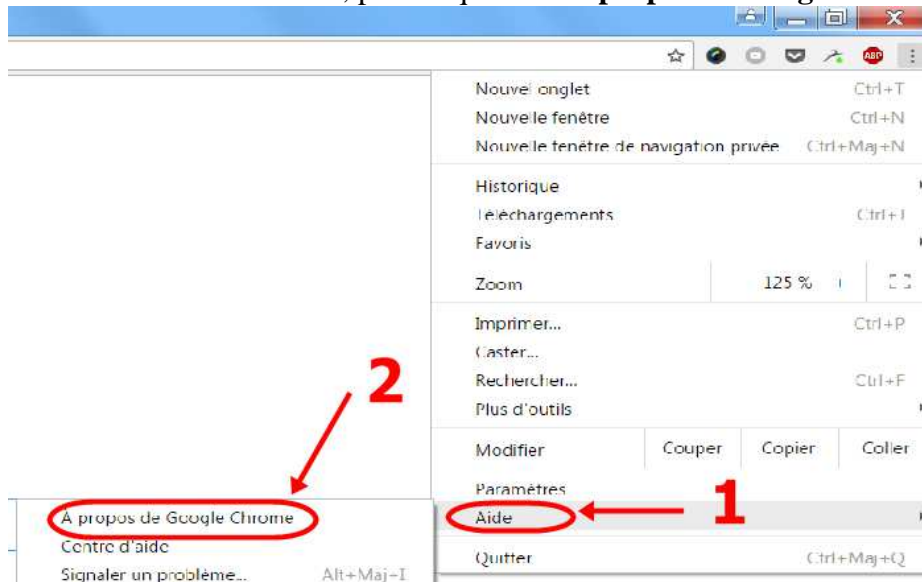 ABP
Nouvel onglet Ctrl+T
Nouvelle fenêtre Ctrl+N
Nouvelle fenêtre de navigation privée Ctrl+Maj+N
Historique
Téléchargements Ctrl+J
Favoris
Zoom 125 %
Imprimer... Ctrl+P
Caster...
Rechercher... Ctrl+F
Plus d'outils
2
Modifier Couper Copier Coller
Paramètres
1
À propos de Google Chrome
Aide
Centre d'aide
Quitter Ctrl+Maj+Q
Signaler un problème... Alt+Maj+I